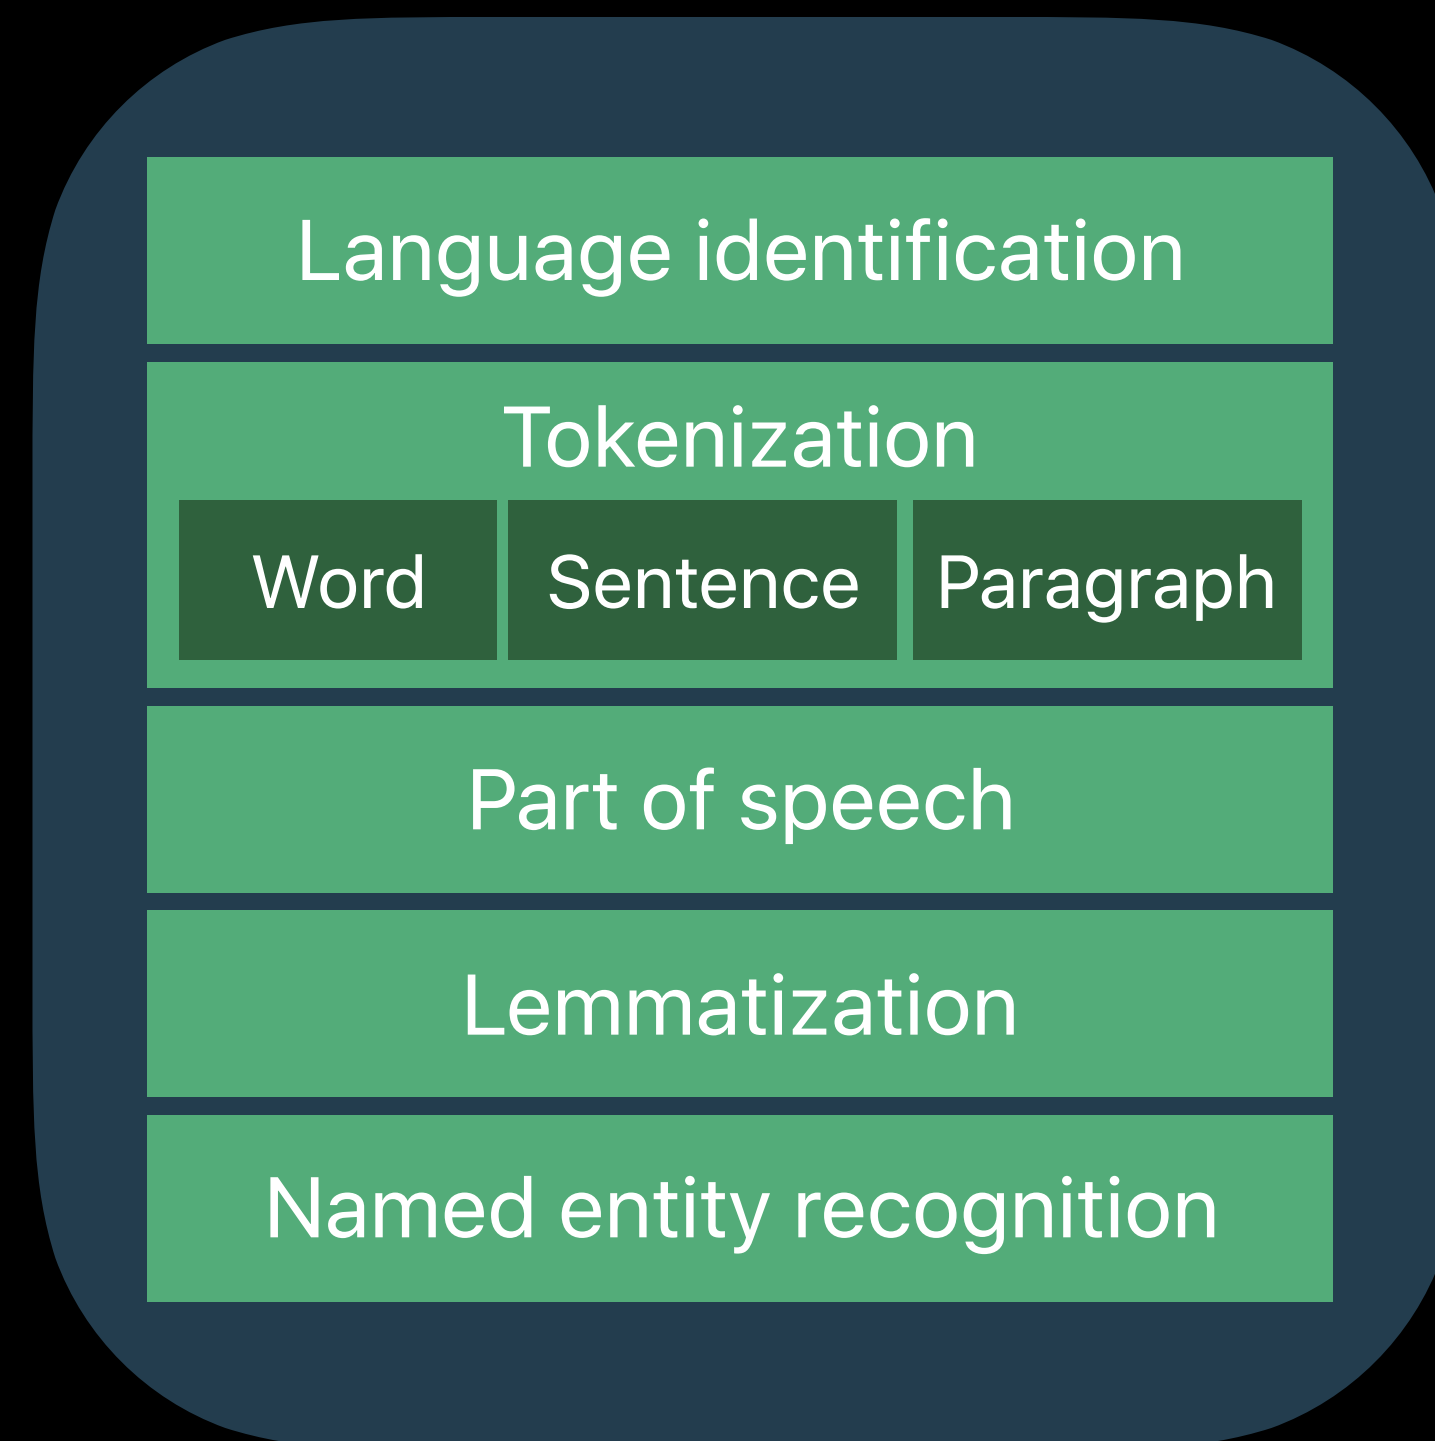 Language identification
Tokenization
Word Sentence Paragraph
Part of speech
Lemmatization
Named entity recognition